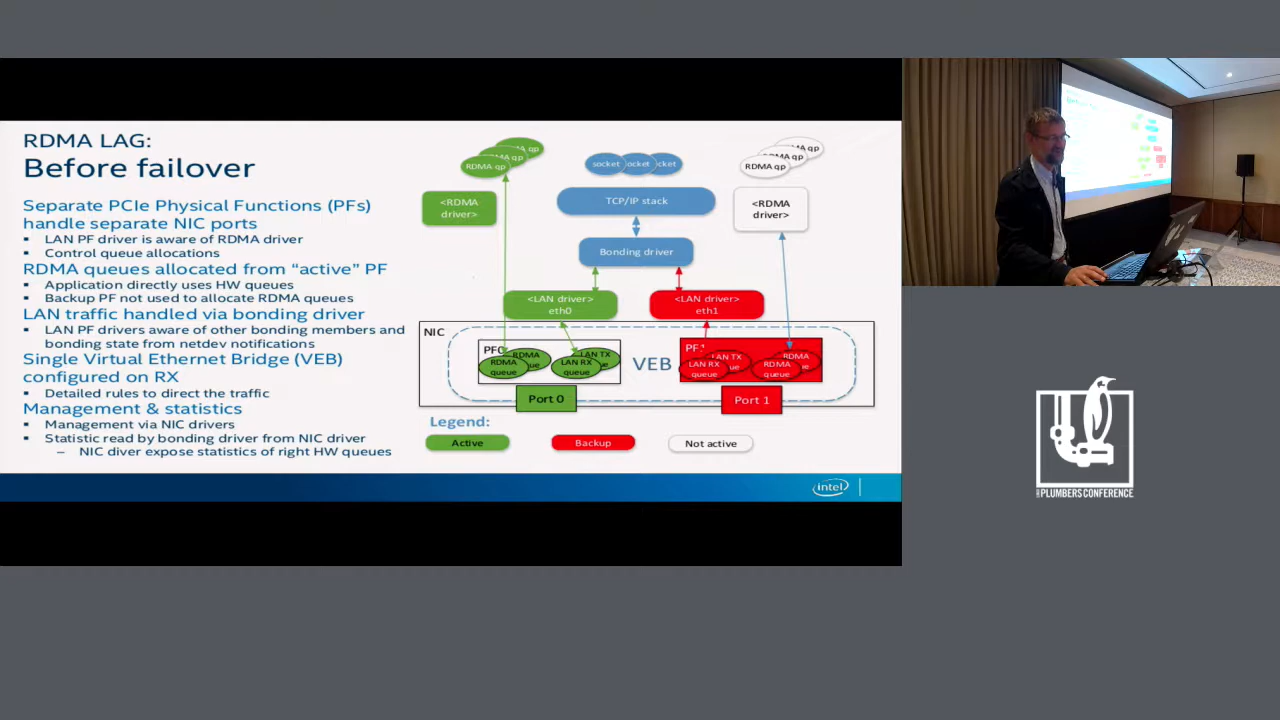 RDMA LAG:
Before failover
Separate PCIe Physical Functions (PFs)
handle separate NIC ports
▪ LAN PF driver is aware of RDMA driver
▪ Control queue allocations
RDMA queues allocated from “active” PF
▪ Application directly uses HW queues
▪ Backup PF not used to allocate RDMA queues
LAN traffic handled via bonding driver
▪ LAN PF drivers aware of other bonding members and
bonding state from netdev notifications
Single Virtual Ethernet Bridge (VEB)
configured on RX
▪ Detailed rules to direct the traffic
Management & statistics
▪ Management via NIC drivers
▪ Statistic read by bonding driver from NIC driver
– NIC diver expose statistics of right HW queues
RDMA qp
socket
RDMA qp
<RDMA
driver>
TCP/IP stack
<RDMA
driver>
Bonding driver
<LAN driver>
eth0
<LAN driver>
eth1
NIC
PF0
RDMA
RDMA
queue
LAN TX
LAN RX
queue
VEB
LAN TX
LAN RX
queue
RDMA
RDMA
queue
Port 0
Port 1
Legend:
Active
Backup
Not active
intel
PLUMBERS CONFERENCE